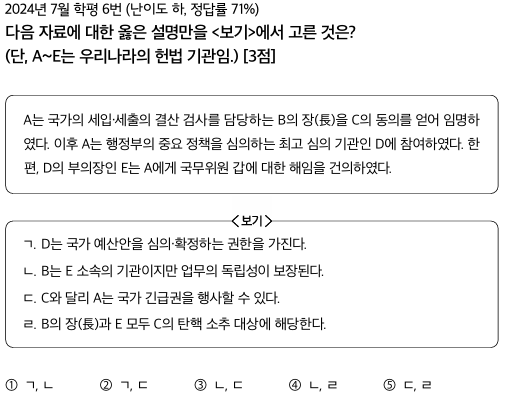 2024년 7월 학평 6번 (난이도 하, 정답률 71%)
다음 자료에 대한 옳은 설명만을 <보기>에서 고른 것은?
(단, A~E는 우리나라의 헌법 기관임.) [3점]
A는 국가의 세입·세출의 결산 검사를 담당하는 B의 장(長)을 C의 동의를 얻어 임명하
였다. 이후 A는 행정부의 중요 정책을 심의하는 최고 심의 기관인 D에 참여하였다. 한
편, D의 부의장인 E는 A에게 국무위원 갑에 대한 해임을 건의하였다.
<보기>
ㄱ. D는 국가 예산안을 심의·확정하는 권한을 가진다.
ㄴ. B는 E 소속의 기관이지만 업무의 독립성이 보장된다.
ㄷ. C와 달리 A는 국가 긴급권을 행사할 수 있다.
ㄹ. B의 장(長)과 E 모두 C의 탄핵 소추 대상에 해당한다.
① ㄱ, ㄴ ② ㄱ, ㄷ ③ ㄴ, ㄷ ④ ㄴ, ㄹ ⑤ ㄷ, ㄹ